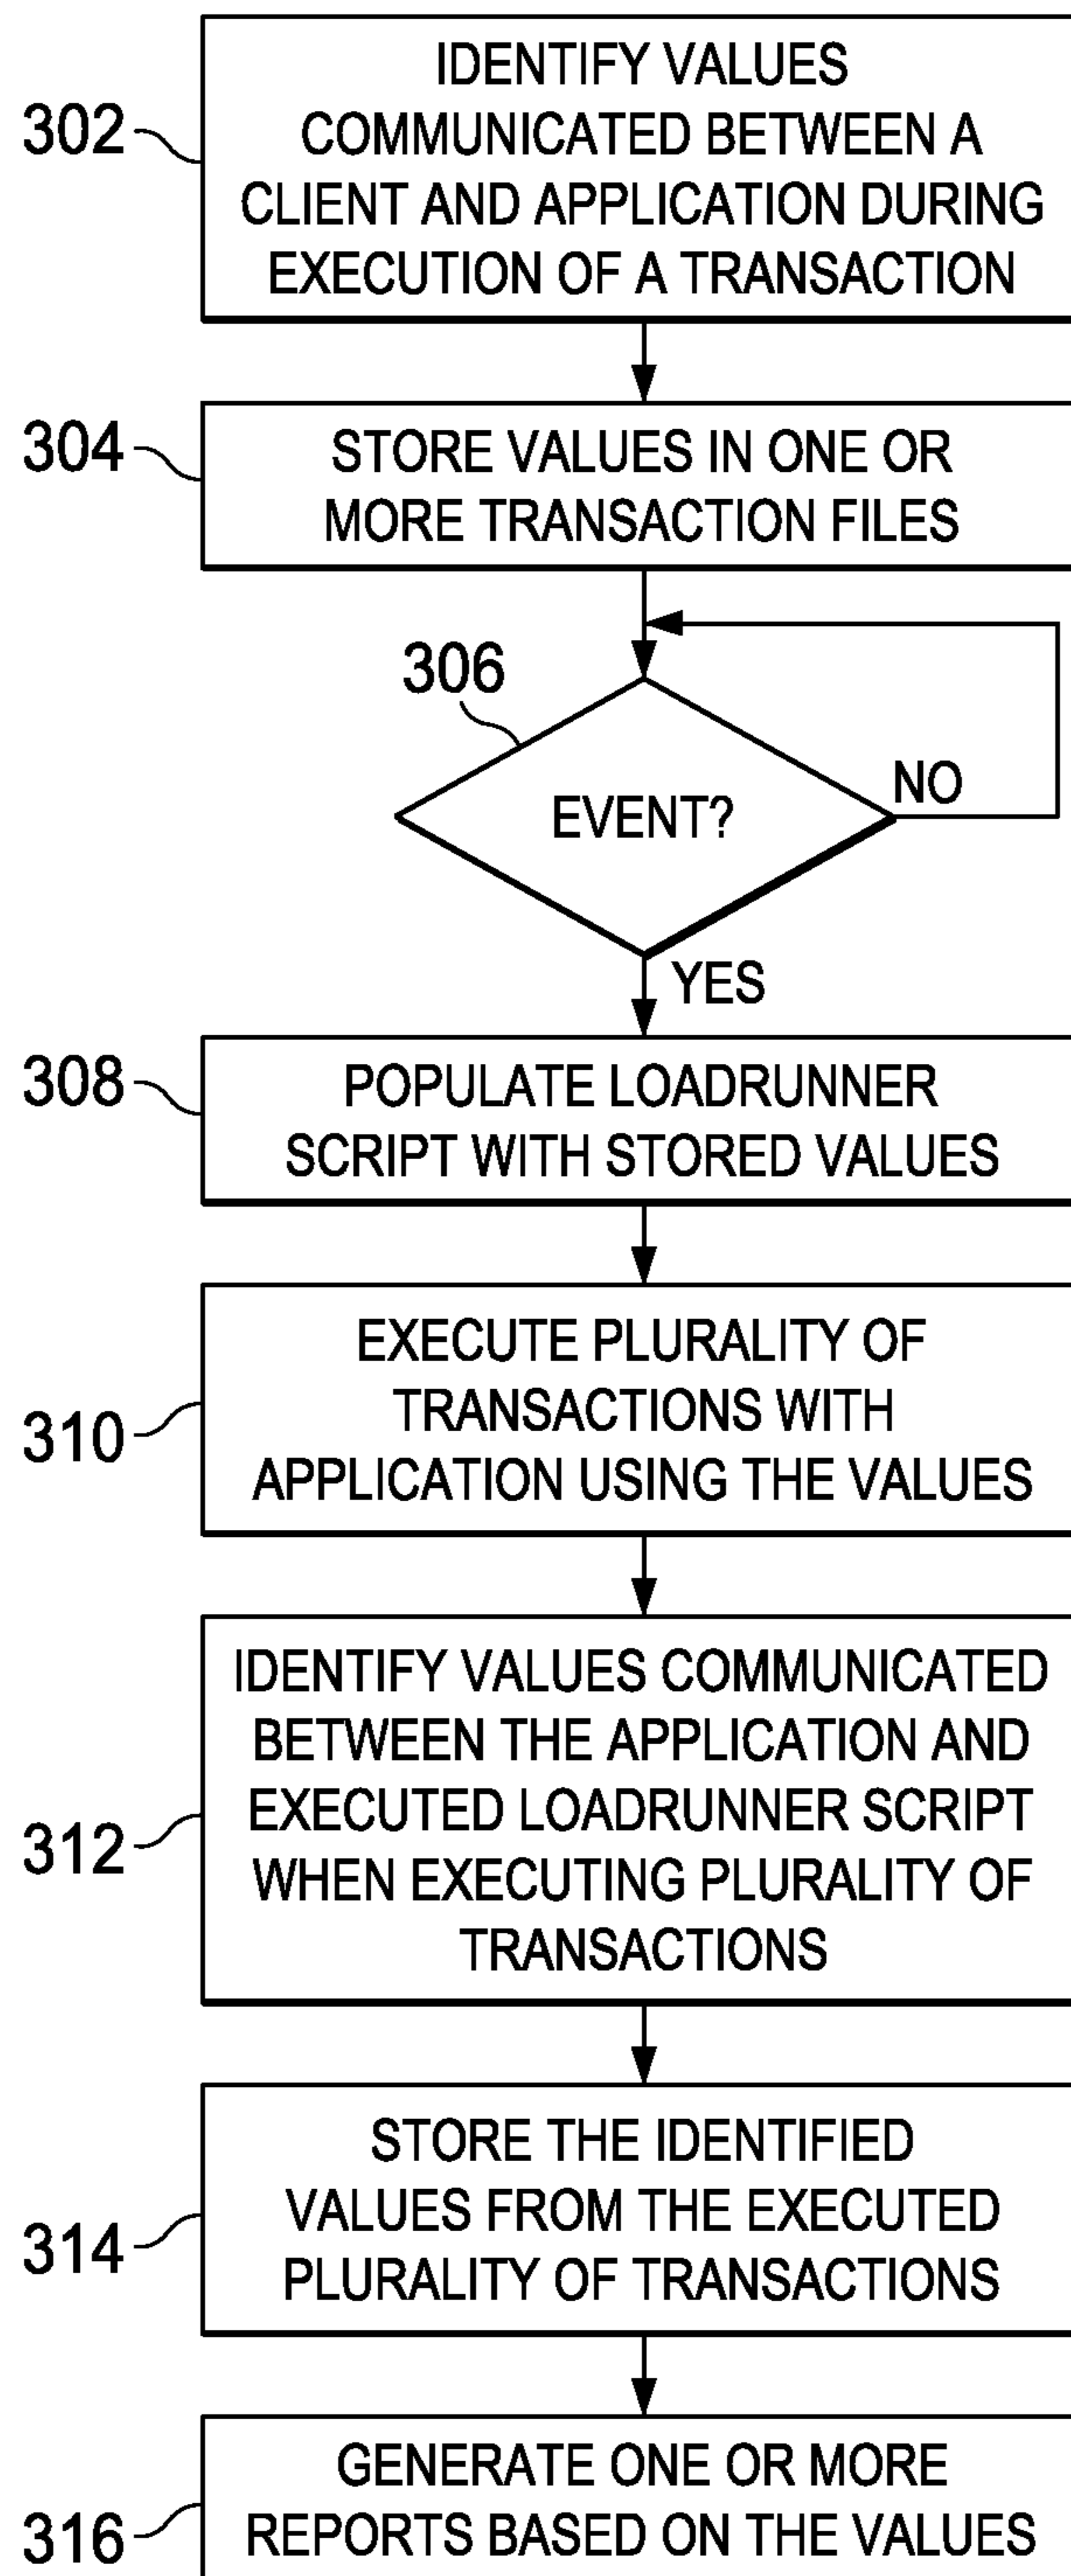 302
IDENTIFY VALUES
COMMUNICATED BETWEEN A
CLIENT AND APPLICATION DURING
EXECUTION OF A TRANSACTION
304
STORE VALUES IN ONE OR
MORE TRANSACTION FILES
306
EVENT?
NO
YES
308
POPULATE LOADRUNNER
SCRIPT WITH STORED VALUES
310
EXECUTE PLURALITY OF
TRANSACTIONS WITH
APPLICATION USING THE VALUES
312
IDENTIFY VALUES COMMUNICATED
BETWEEN THE APPLICATION AND
EXECUTED LOADRUNNER SCRIPT
WHEN EXECUTING PLURALITY OF
TRANSACTIONS
314
STORE THE IDENTIFIED
VALUES FROM THE EXECUTED
PLURALITY OF TRANSACTIONS
316
GENERATE ONE OR MORE
REPORTS BASED ON THE VALUES